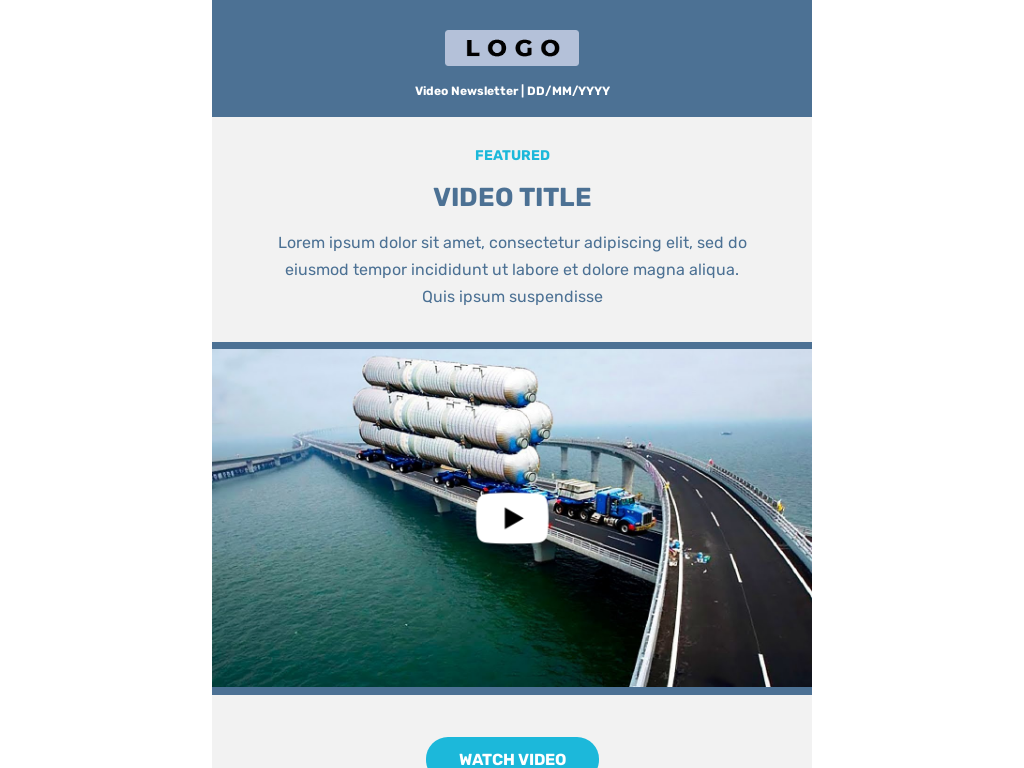 LOGO
Video Newsletter | DD/MM/YYYY
FEATURED
VIDEO TITLE
Lorem ipsum dolor sit amet, consectetur adipiscing elit, sed do
eiusmod tempor incididunt ut labore et dolore magna aliqua.
Quis ipsum suspendisse
WATCH VIDEO